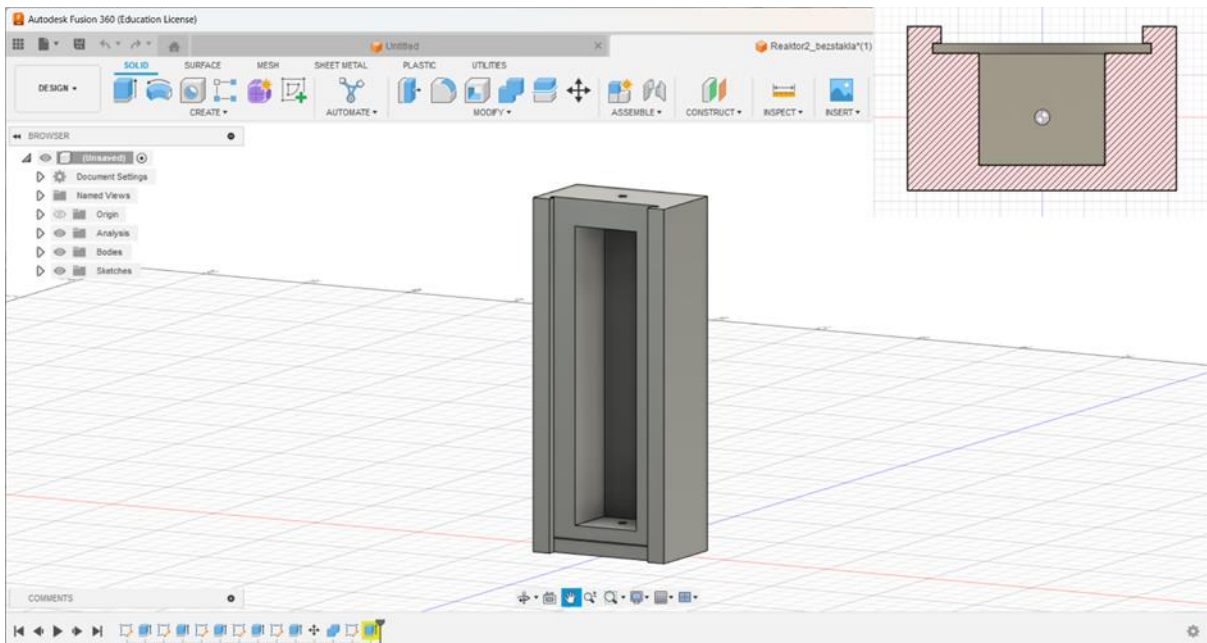 Autodesk Fusion 360 (Education License)
Untitled
Reaktor2_bezstakla*(1)
SOLID SURFACE MESH SHEET METAL PLASTIC UTILITIES
DESIGN
CREATE AUTOMATE MODIFY ASSEMBLE CONSTRUCT INSPECT INSERT
BROWSER
(Unsaved)
Document Settings
Named Views
Origin
Analysis
Bodies
Sketches
COMMENTS